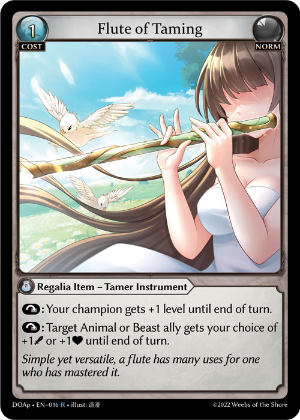 1
Flute of Taming
COST
NORM
Regalia Item – Tamer Instrument
: Your champion gets +1 level until end of turn.
: Target Animal or Beast ally gets your choice of
+1 or +1 until end of turn.
Simple yet versatile, a flute has many uses for one
who has mastered it.
DOAp • EN-016 R • illust:
©2022 Weebs of the Shore